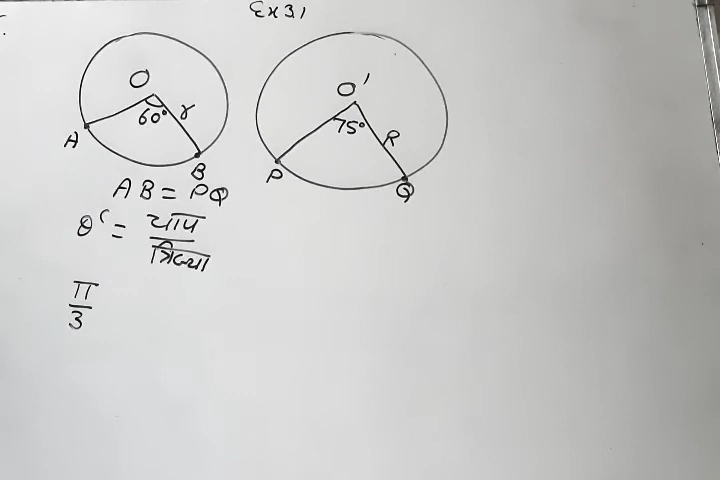 Ex 3.1
O
60°
r
A
B
O'
75°
R
P
Q
AB = PQ
θᶜ = चाप
त्रिज्या
π
3